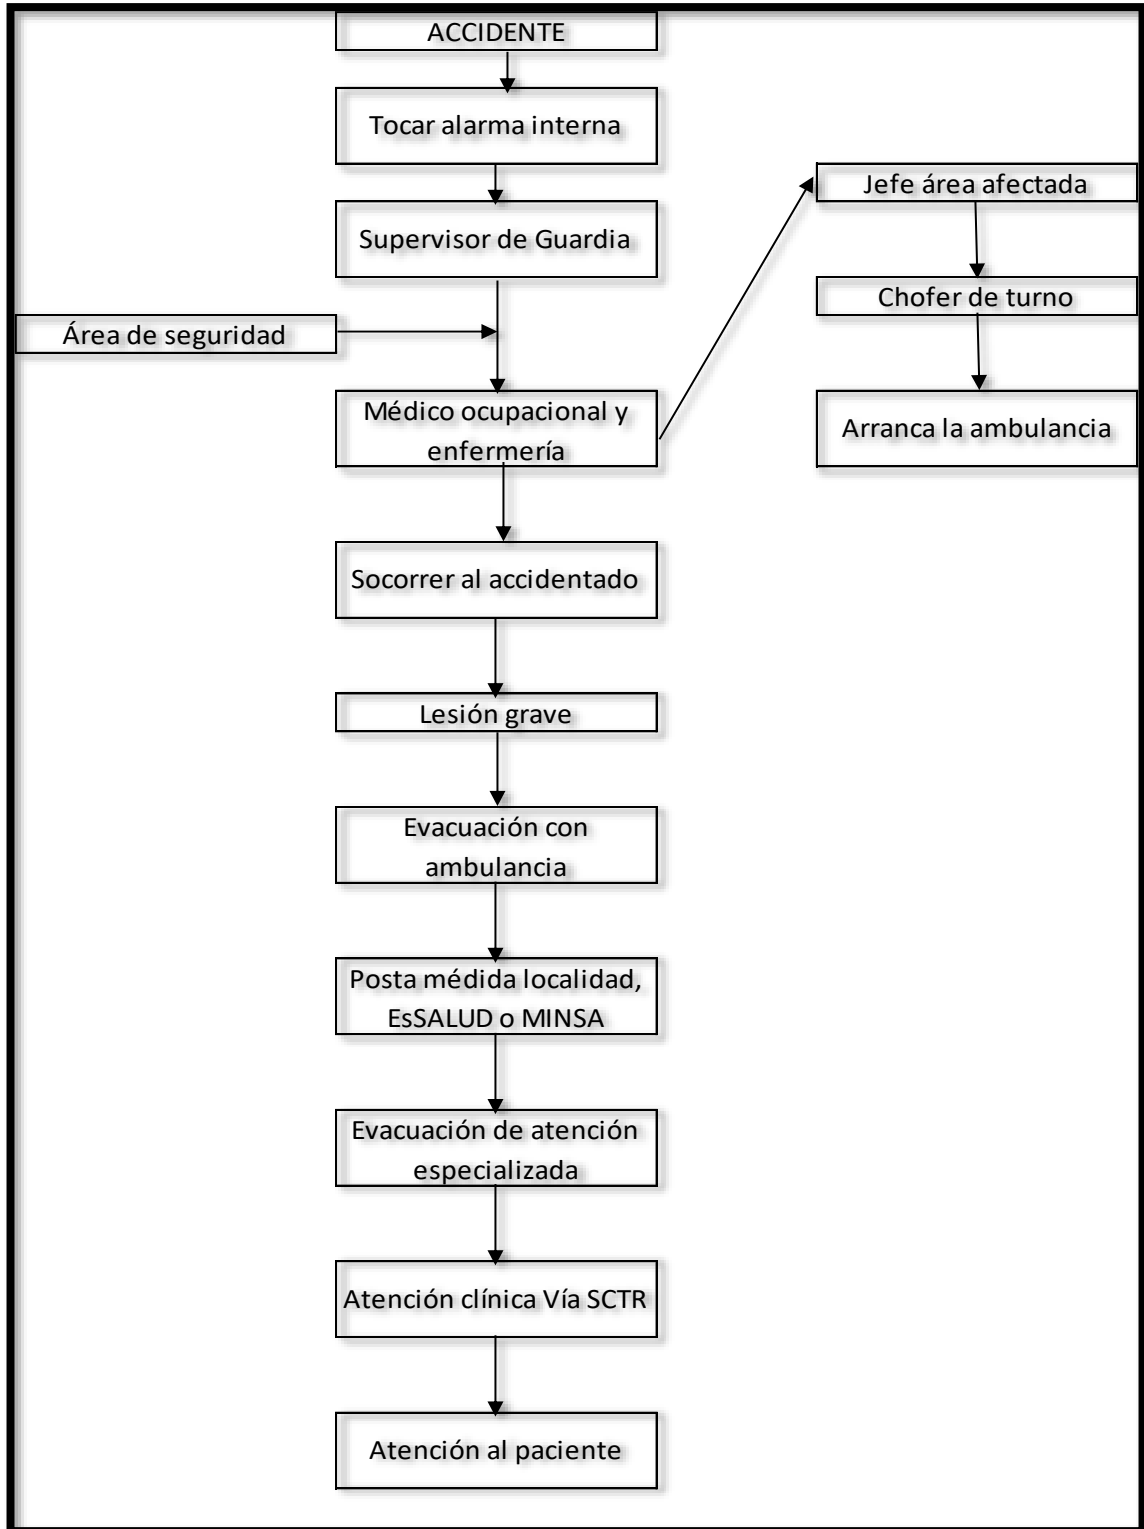 ACCIDENTE
Tocar alarma interna
Jefe área afectada
Supervisor de Guardia
Chofer de turno
Área de seguridad
Médico ocupacional y
enfermería
Arranca la ambulancia
Socorrer al accidentado
Lesión grave
Evacuación con
ambulancia
Posta médida localidad,
EsSALUD o MINSA
Evacuación de atención
especializada
Atención clínica Vía SCTR
Atención al paciente